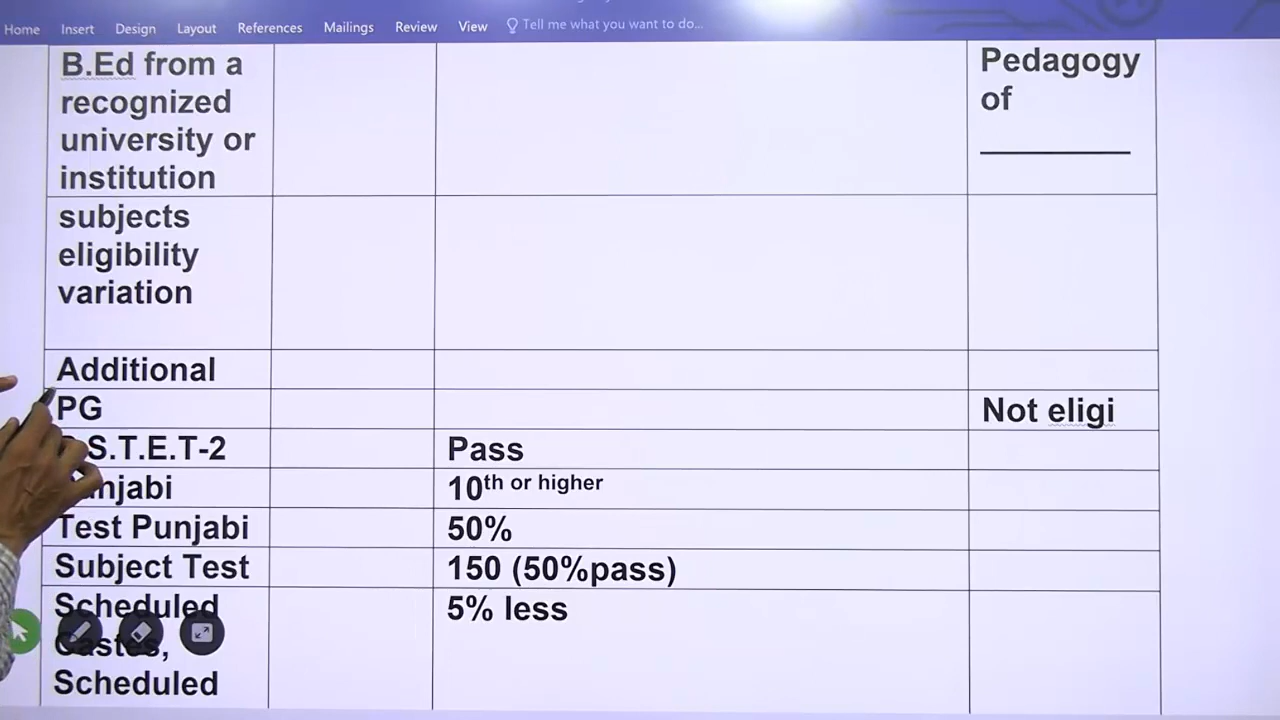 Home Insert Design Layout References Mailings Review View Tell me what you want to do...
B.Ed from a
recognized
university or
institution
Pedagogy
of
__________
subjects
eligibility
variation
Additional
PG
Not eligi
S.T.E.T-2
Pass
10th or higher
Test Punjabi
50%
Subject Test
150 (50%pass)
Scheduled
Castes,
Scheduled
5% less